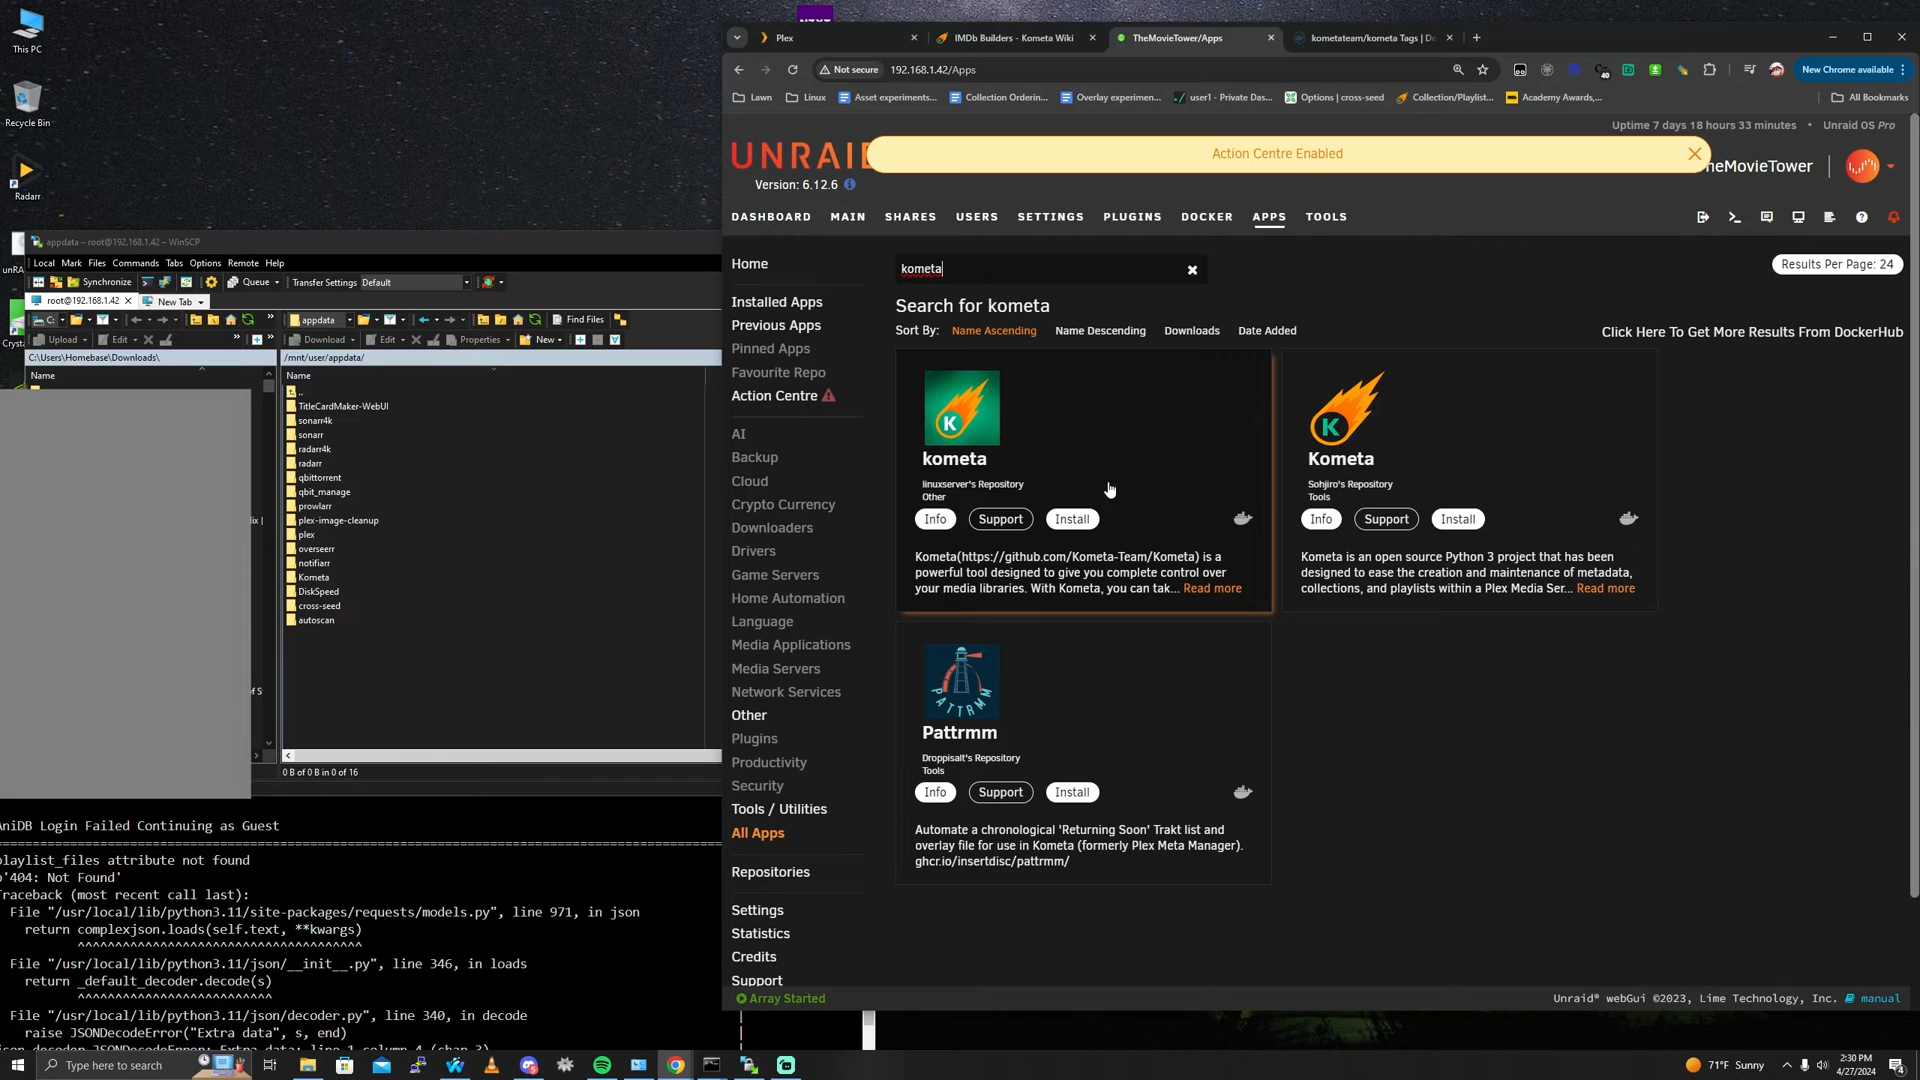 This PC
Recycle Bin
Radarr
appdata – root@192.168.1.42 – WinSCP
Local Mark Files Commands Tabs Options Remote Help
Synchronize
Queue
Transfer Settings Default
root@192.168.1.42
New Tab
C:
appdata
Find Files
Upload
Edit
Download
Edit
Properties
New
C:\Users\Homebase\Downloads\
/mnt/user/appdata/
Name
Name
..
TitleCardMaker-WebUI
sonarr4k
sonarr
radarr4k
radarr
qbittorrent
qbit_manage
prowlarr
plex-image-cleanup
plex
overseerr
notifiarr
Kometa
DiskSpeed
cross-seed
autoscan
0 B of 0 B in 0 of 16
AniDB Login Failed Continuing as Guest
playlist_files attribute not found
b'404: Not Found'
Traceback (most recent call last):
File "/usr/local/lib/python3.11/site-packages/requests/models.py", line 971, in json
return complexjson.loads(self.text, **kwargs)
^^^^^^^^^^^^^^^^^^^^^^^^^^^^^^^^^^^^^
File "/usr/local/lib/python3.11/json/__init__.py", line 346, in loads
return _default_decoder.decode(s)
^^^^^^^^^^^^^^^^^^^^^^^^^^
File "/usr/local/lib/python3.11/json/decoder.py", line 340, in decode
raise JSONDecodeError("Extra data", s, end)
Plex
IMDb Builders - Kometa Wiki
TheMovieTower/Apps
kometateam/kometa Tags | D
Not secure
192.168.1.42/Apps
New Chrome available
Lawn
Linux
Asset experiments...
Collection Orderin...
Overlay experimen...
user1 - Private Das...
Options | cross-seed
Collection/Playlist...
Academy Awards,...
All Bookmarks
Uptime 7 days 18 hours 33 minutes • Unraid OS Pro
UNRAI
Action Centre Enabled
heMovieTower
Version: 6.12.6
DASHBOARD MAIN SHARES USERS SETTINGS PLUGINS DOCKER APPS TOOLS
Home
Installed Apps
Previous Apps
Pinned Apps
Favourite Repo
Action Centre
AI
Backup
Cloud
Crypto Currency
Downloaders
Drivers
Game Servers
Home Automation
Language
Media Applications
Media Servers
Network Services
Other
Plugins
Productivity
Security
Tools / Utilities
All Apps
Repositories
Settings
Statistics
Credits
Support
kometa
Results Per Page: 24
Search for kometa
Sort By: Name Ascending Name Descending Downloads Date Added
Click Here To Get More Results From DockerHub
K
kometa
linuxserver's Repository
Other
Info Support Install
Kometa(https://github.com/Kometa-Team/Kometa) is a
powerful tool designed to give you complete control over
your media libraries. With Kometa, you can tak... Read more
K
Kometa
Sohjiro's Repository
Tools
Info Support Install
Kometa is an open source Python 3 project that has been
designed to ease the creation and maintenance of metadata,
collections, and playlists within a Plex Media Ser... Read more
PATTRMM
Pattrmm
Droppisalt's Repository
Tools
Info Support Install
Automate a chronological 'Returning Soon' Trakt list and
overlay file for use in Kometa (formerly Plex Meta Manager).
ghcr.io/insertdisc/pattrmm/
Array Started
Unraid® webGui ©2023, Lime Technology, Inc. manual
Type here to search
71°F Sunny
2:30 PM
4/27/2024